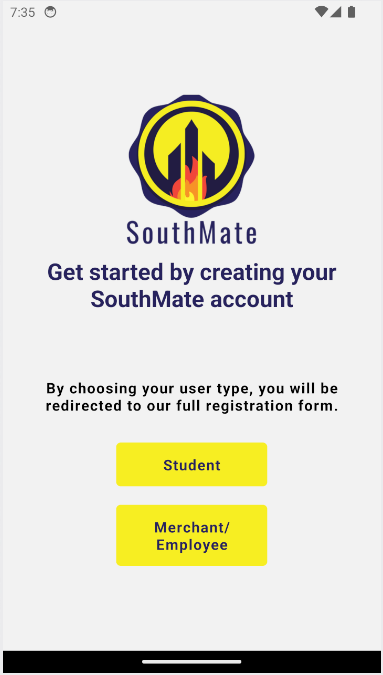 7:35
SouthMate
Get started by creating your
SouthMate account
By choosing your user type, you will be
redirected to our full registration form.
Student
Merchant/
Employee